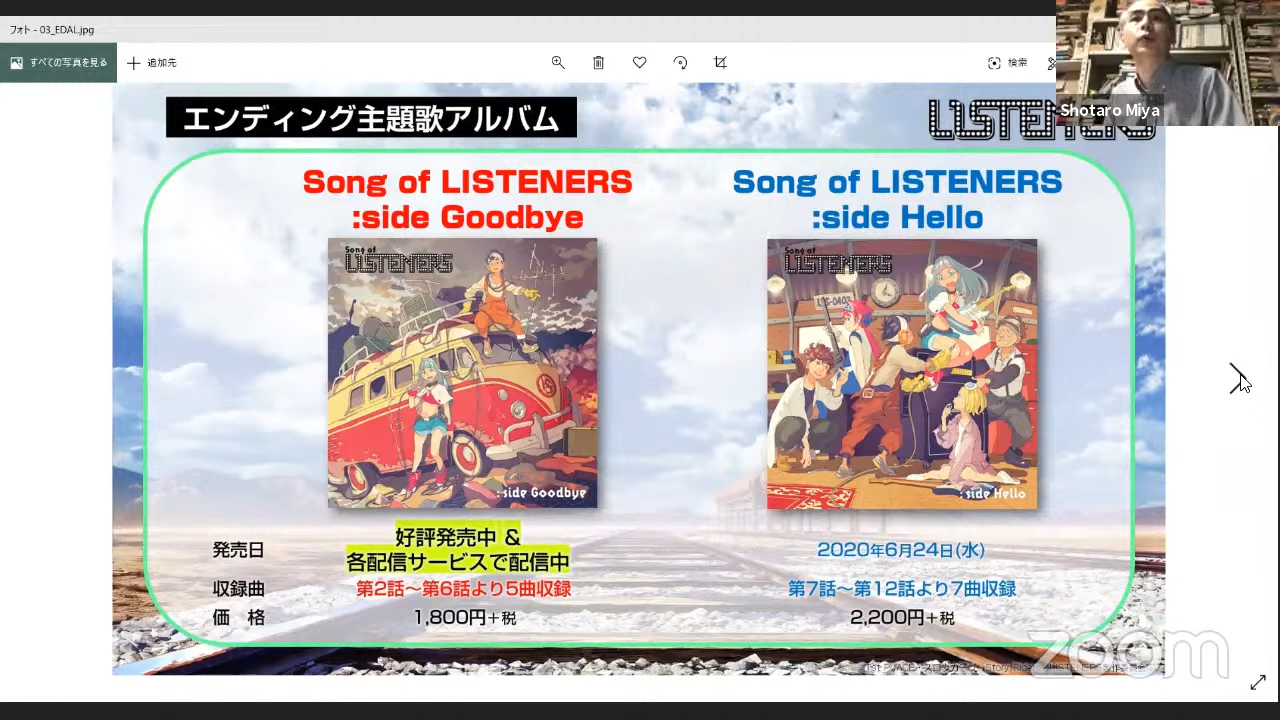 フォト - 03_EDAL.jpg
すべての写真を見る
追加先
検索
Shotaro Miya
エンディング主題歌アルバム
LISTENERS
Song of LISTENERS
:side Goodbye
Song of LISTENERS
:side Hello
Song of
LISTENERS
: side Goodbye
Song of
LISTENERS
LSS-0402
: side Hello
発売日
好評発売中 &
各配信サービスで配信中
2020年6月24日(水)
収録曲
第2話～第6話より5曲収録
第7話～第12話より7曲収録
価　格
1,800円+税
2,200円+税
zoom